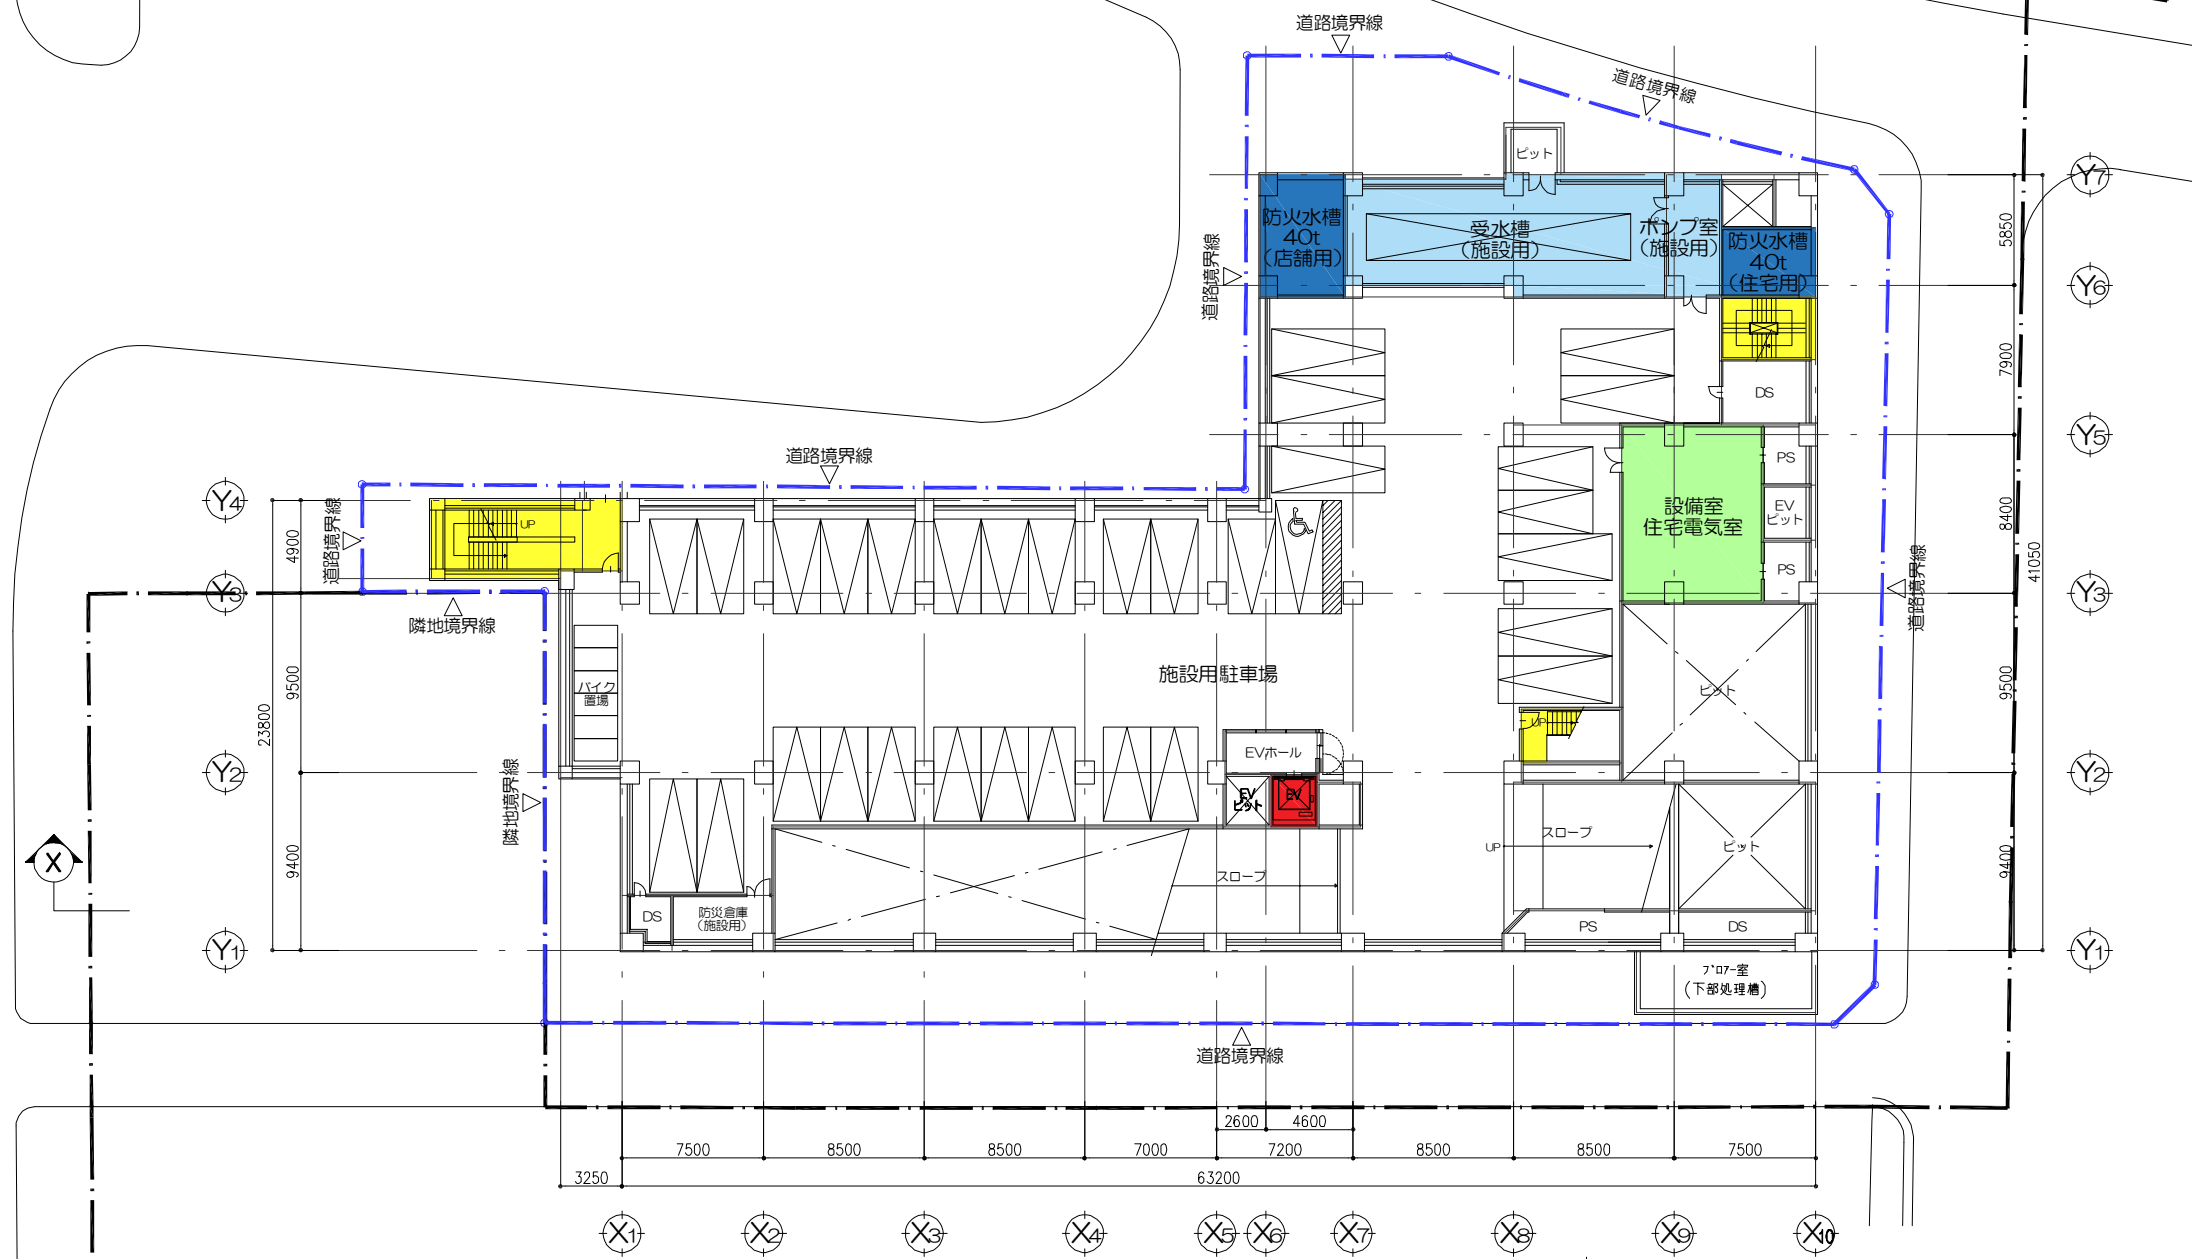 道路境界線
道路境界線
ピット
Y7
Y7
防火水槽
40t
(店舗用)
受水槽
(施設用)
ポンプ室
(施設用)
防火水槽
40t
(住宅用)
5850
道路境界線
Y6
7900
DS
Y5
道路境界線
PS
Y4
道路境界線
UP
設備室
住宅電気室
EV
ピット
8400
4900
41050
PS
道路境界線
Y3
Y3
隣地境界線
施設用駐車場
バイク
置場
9500
9500
ピット
23800
UP
EVホール
Y2
Y2
隣地境界線
EV
ピット
EV
スロープ
UP
ピット
X
9400
9400
スロープ
DS
防災倉庫
(施設用)
PS
DS
Y1
Y1
ブロアー室
(下部処理槽)
道路境界線
2600
4600
7500
8500
8500
7000
7200
8500
8500
7500
3250
63200
X1
X2
X3
X4
X5
X6
X7
X8
X9
X10